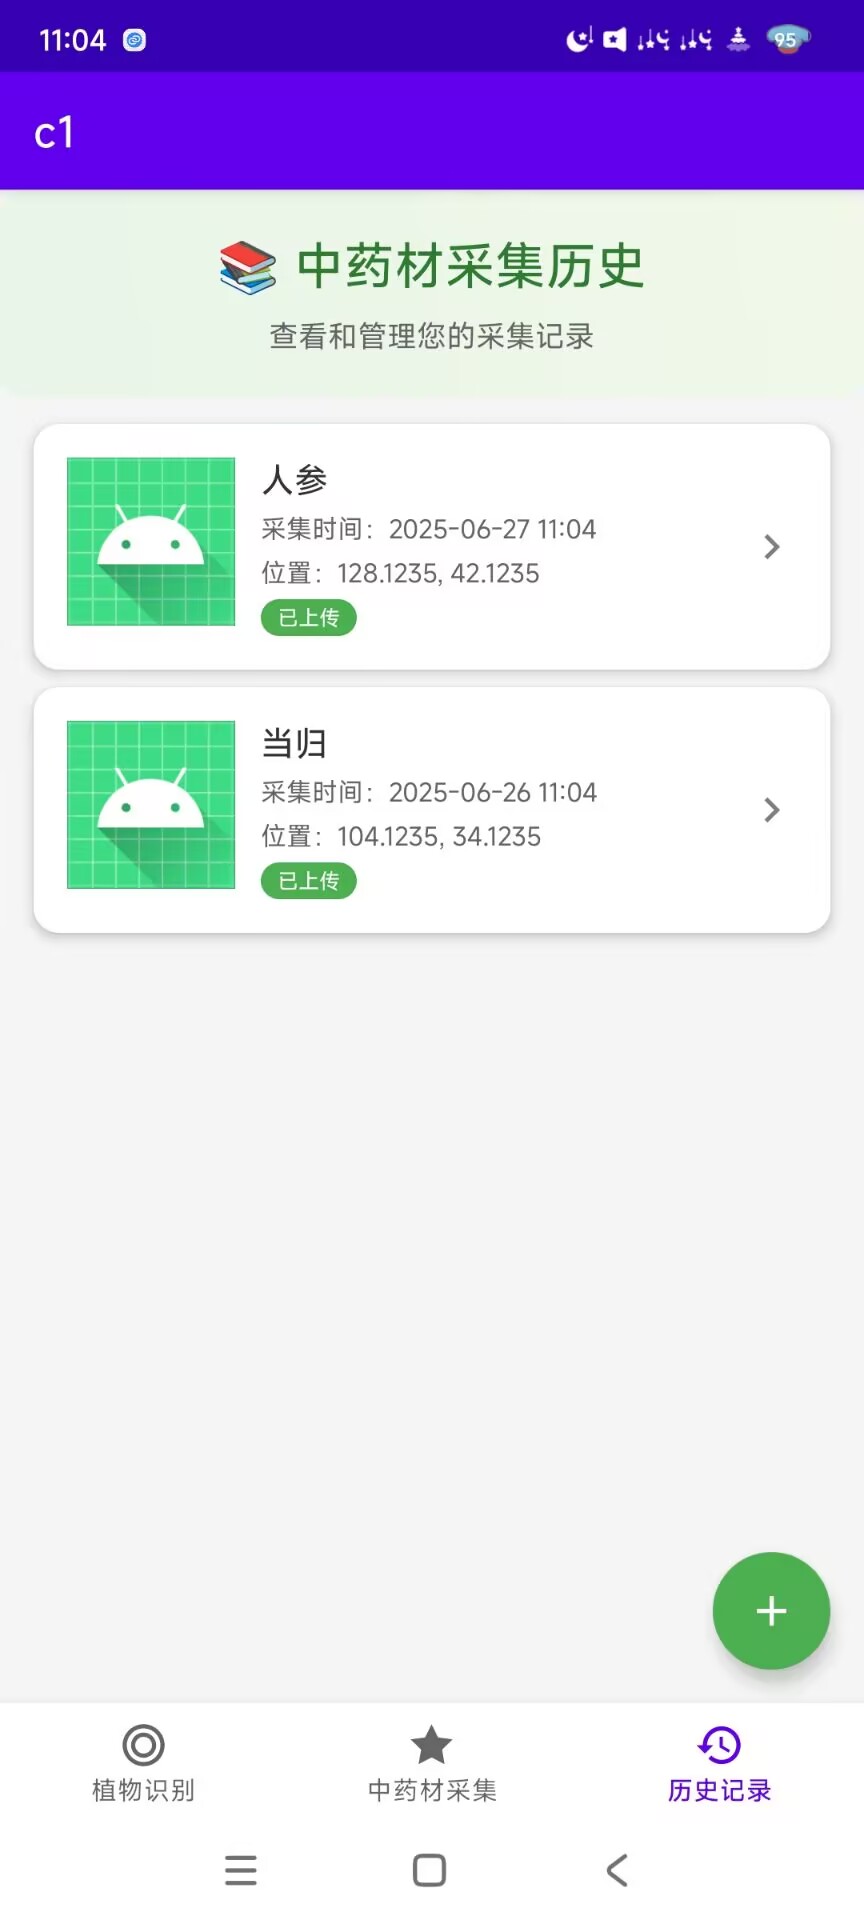 11:04
95
c1
中药材采集历史
查看和管理您的采集记录
人参
采集时间：2025-06-27 11:04
位置：128.1235, 42.1235
已上传
当归
采集时间：2025-06-26 11:04
位置：104.1235, 34.1235
已上传
+
植物识别
中药材采集
历史记录